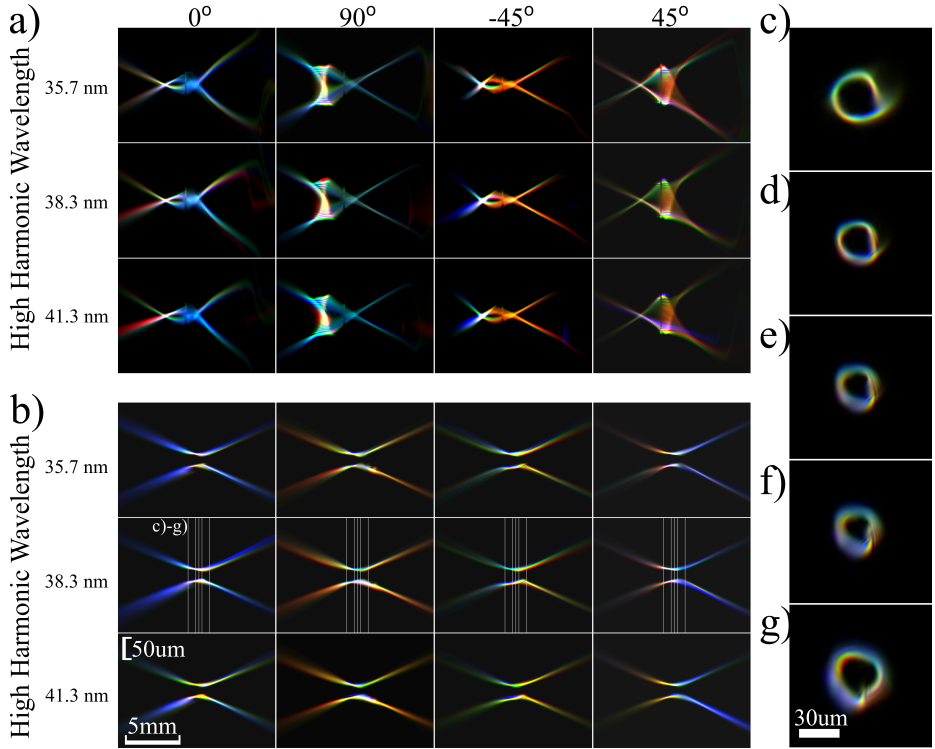 a)
0°
90°
-45°
45°
High Harmonic Wavelength
35.7 nm
38.3 nm
41.3 nm
b)
High Harmonic Wavelength
35.7 nm
38.3 nm
41.3 nm
c)-g)
50um
5mm
c)
d)
e)
f)
g)
30um